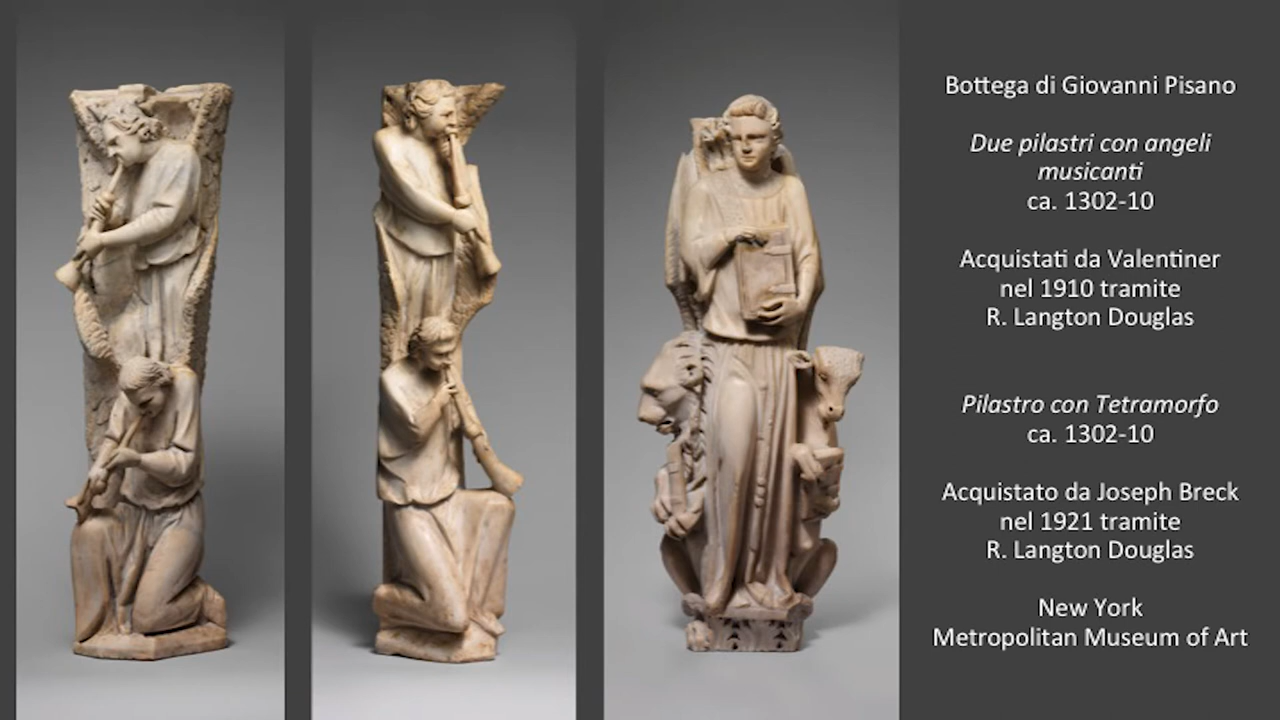 Bottega di Giovanni Pisano
Due pilastri con angeli
musicanti
ca. 1302-10
Acquistati da Valentiner
nel 1910 tramite
R. Langton Douglas
Pilastro con Tetramorfo
ca. 1302-10
Acquistato da Joseph Breck
nel 1921 tramite
R. Langton Douglas
New York
Metropolitan Museum of Art